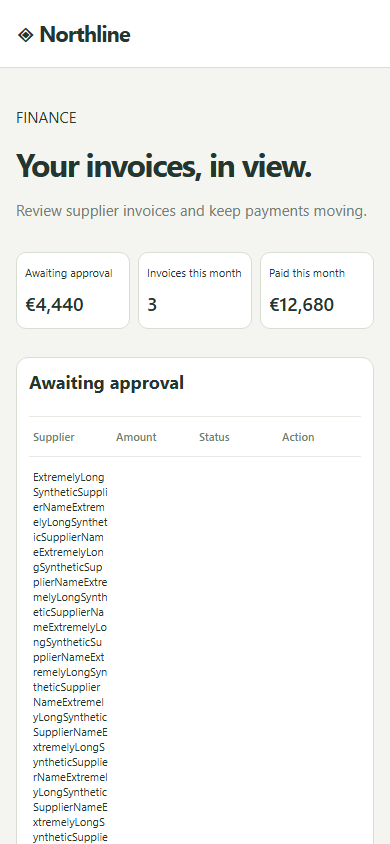 Northline
FINANCE
Your invoices, in view.
Review supplier invoices and keep payments moving.
Awaiting approval
€4,440
Invoices this month
3
Paid this month
€12,680
Awaiting approval
Supplier Amount Status Action
ExtremelyLong
SyntheticSuppli
erNameExtrem
elyLongSynthet
icSupplierNam
eExtremelyLon
gSyntheticSup
plierNameExtre
melyLongSynth
eticSupplierNa
meExtremelyLo
ngSyntheticSu
pplierNameExt
remelyLongSyn
theticSupplier
NameExtremel
yLongSynthetic
SupplierNameE
xtremelyLongS
yntheticSupplie
rNameExtremel
yLongSynthetic
SupplierNameE
xtremelyLongS
yntheticSupplie